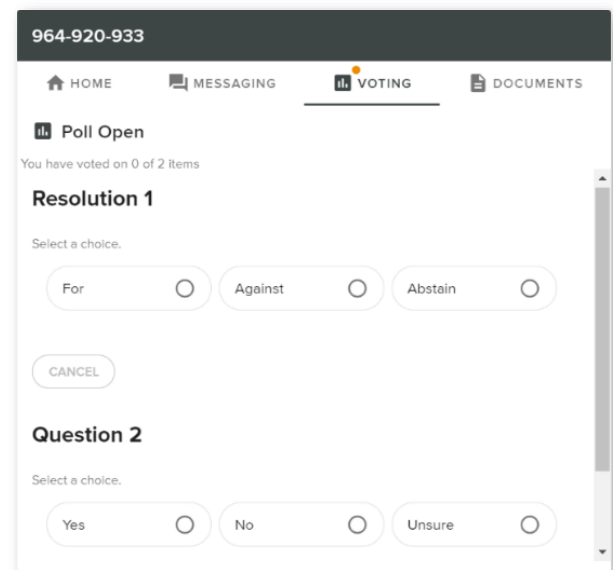 964-920-933
HOME MESSAGING VOTING DOCUMENTS
Poll Open
You have voted on 0 of 2 items
Resolution 1
Select a choice.
For Against Abstain
CANCEL
Question 2
Select a choice.
Yes No Unsure